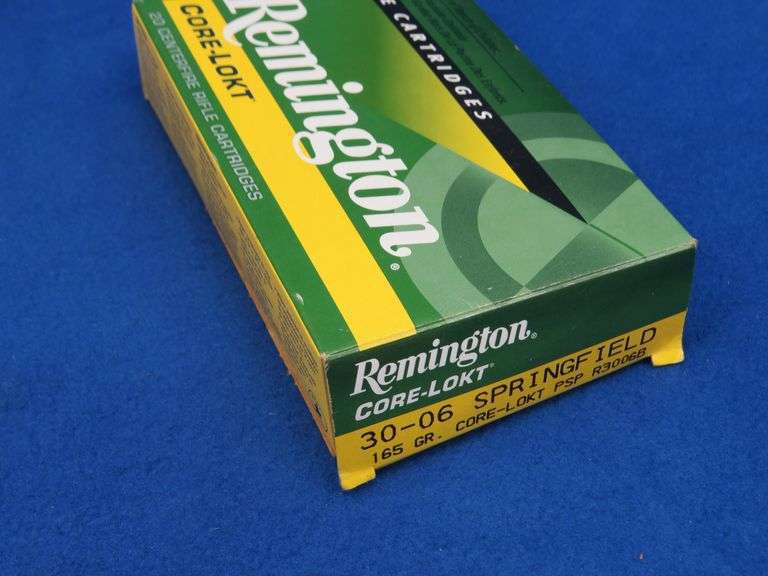 Remington®
CORE-LOKT
20 CENTERFIRE RIFLE CARTRIDGES
CARTRIDGES
Remington®
CORE-LOKT
30-06 SPRINGFIELD
165 GR. CORE-LOKT PSP R3006B